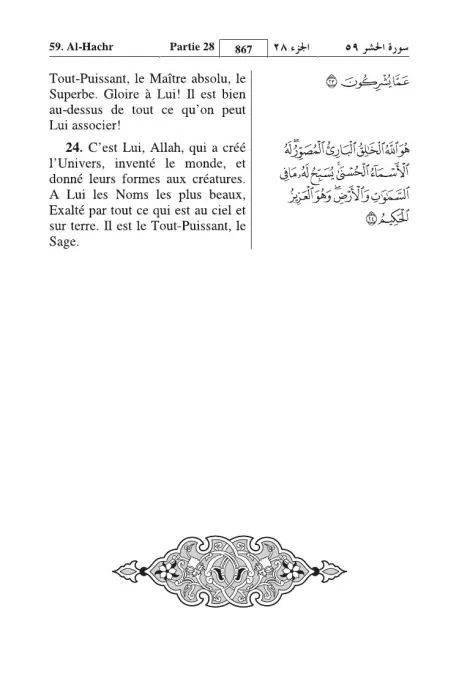 59. Al-Hachr Partie 28 867 الجزء ٢٨ سورة الحشر ٥٩
Tout-Puissant, le Maître absolu, le
Superbe. Gloire à Lui! Il est bien
au-dessus de tout ce qu’on peut
Lui associer!
24. C’est Lui, Allah, qui a créé
l’Univers, inventé le monde, et
donné leurs formes aux créatures.
A Lui les Noms les plus beaux,
Exalté par tout ce qui est au ciel et
sur terre. Il est le Tout-Puissant, le
Sage.
عَمَّا يُشْرِكُونَ ٢٣
هُوَ ٱللَّهُ ٱلْخَٰلِقُ ٱلْبَارِئُ ٱلْمُصَوِّرُ ۖ لَهُ
ٱلْأَسْمَآءُ ٱلْحُسْنَىٰ ۚ يُسَبِّحُ لَهُۥ مَا فِى
ٱلسَّمَٰوَٰتِ وَٱلْأَرْضِ ۖ وَهُوَ ٱلْعَزِيزُ
ٱلْحَكِيمُ ٢٤